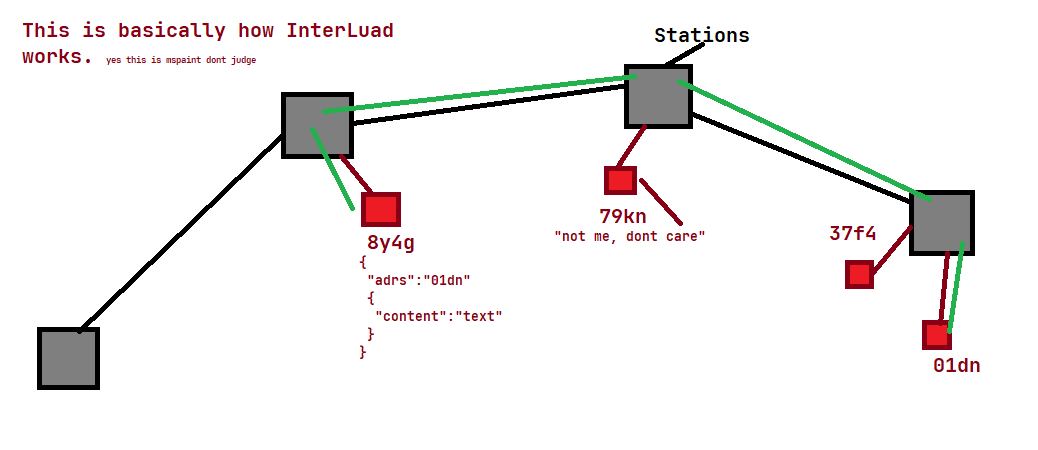 This is basically how InterLuad
works. yes this is mspaint dont judge
Stations
79kn
"not me, dont care"
37f4
8y4g
{
"adrs":"01dn"
{
"content":"text"
}
}
01dn